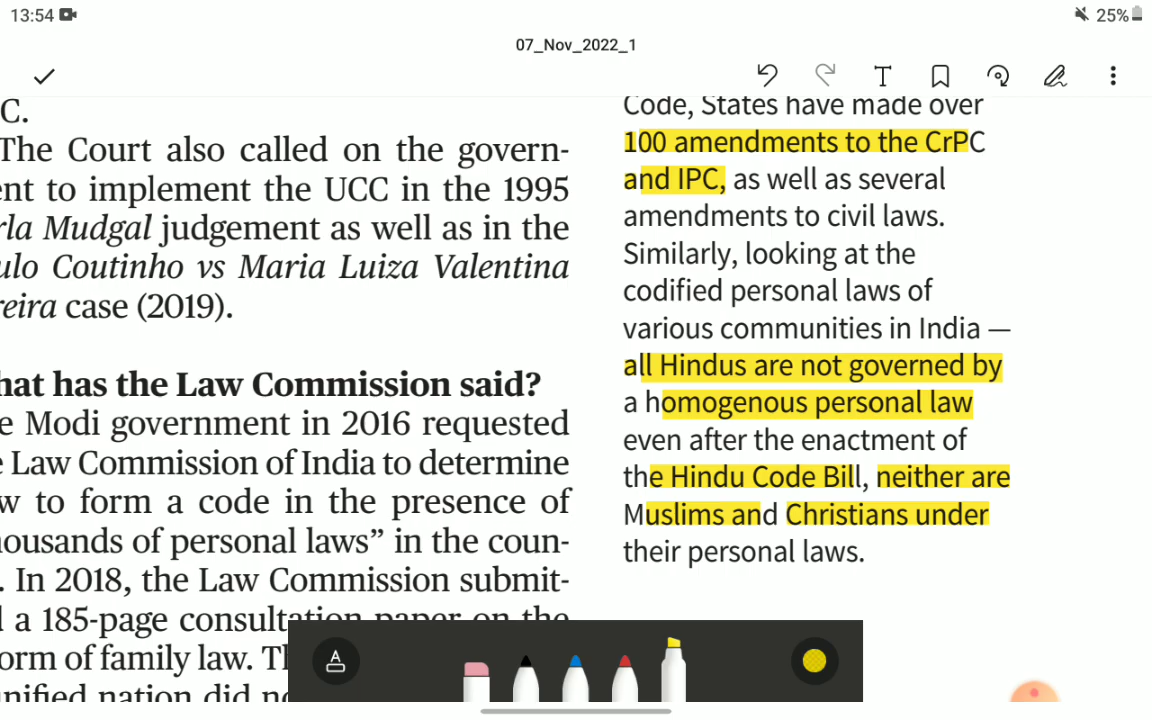 13:54
25%
07_Nov_2022_1
C.
The Court also called on the govern-
ent to implement the UCC in the 1995
rla Mudgal judgement as well as in the
ulo Coutinho vs Maria Luiza Valentina
reira case (2019).
hat has the Law Commission said?
e Modi government in 2016 requested
e Law Commission of India to determine
w to form a code in the presence of
housands of personal laws” in the coun-
. In 2018, the Law Commission submit-
d a 185-page consultation paper on the
orm of family law. Th
unified nation did no
Code, States have made over
100 amendments to the CrPC
and IPC, as well as several
amendments to civil laws.
Similarly, looking at the
codified personal laws of
various communities in India —
all Hindus are not governed by
a homogenous personal law
even after the enactment of
the Hindu Code Bill, neither are
Muslims and Christians under
their personal laws.